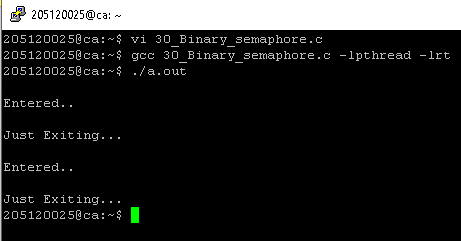 205120025@ca: ~
205120025@ca:~$ vi 30_Binary_semaphore.c
205120025@ca:~$ gcc 30_Binary_semaphore.c -lpthread -lrt
205120025@ca:~$ ./a.out
Entered..
Just Exiting...
Entered..
Just Exiting...
205120025@ca:~$